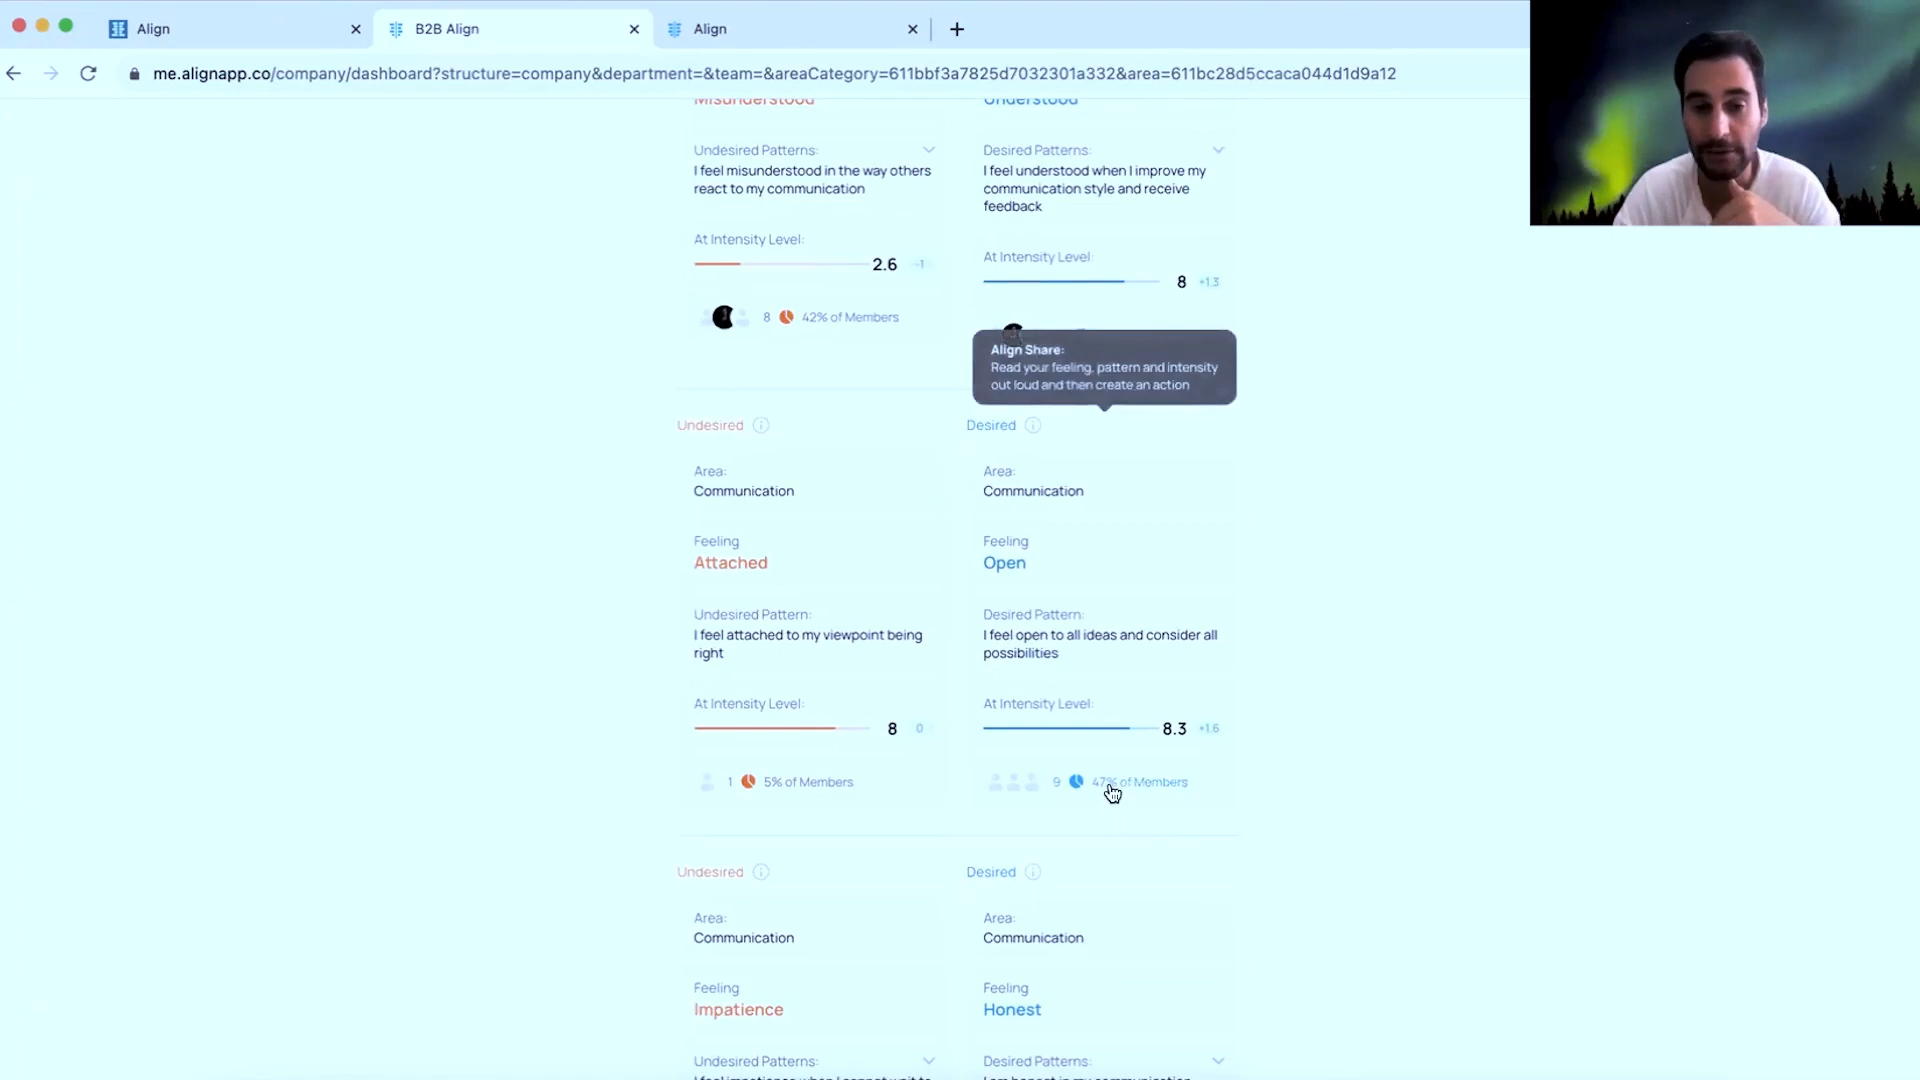 Align
B2B Align
Align
me.alignapp.co/company/dashboard?structure=company&department=&team=&areaCategory=611bbf3a7825d7032301a332&area=611bc28d5ccaca044d1d9a12
Misunderstood
Understood
Undesired Patterns:
I feel misunderstood in the way others
react to my communication
At Intensity Level:
2.6 -1
8 42% of Members
Desired Patterns:
I feel understood when I improve my
communication style and receive
feedback
At Intensity Level:
8 +1.3
Align Share:
Read your feeling, pattern and intensity
out loud and then create an action
Undesired
Area:
Communication
Feeling
Attached
Undesired Pattern:
I feel attached to my viewpoint being
right
At Intensity Level:
8 0
1 5% of Members
Desired
Area:
Communication
Feeling
Open
Desired Pattern:
I feel open to all ideas and consider all
possibilities
At Intensity Level:
8.3 +1.6
9 47% of Members
Undesired
Area:
Communication
Feeling
Impatience
Undesired Patterns:
Desired
Area:
Communication
Feeling
Honest
Desired Patterns: